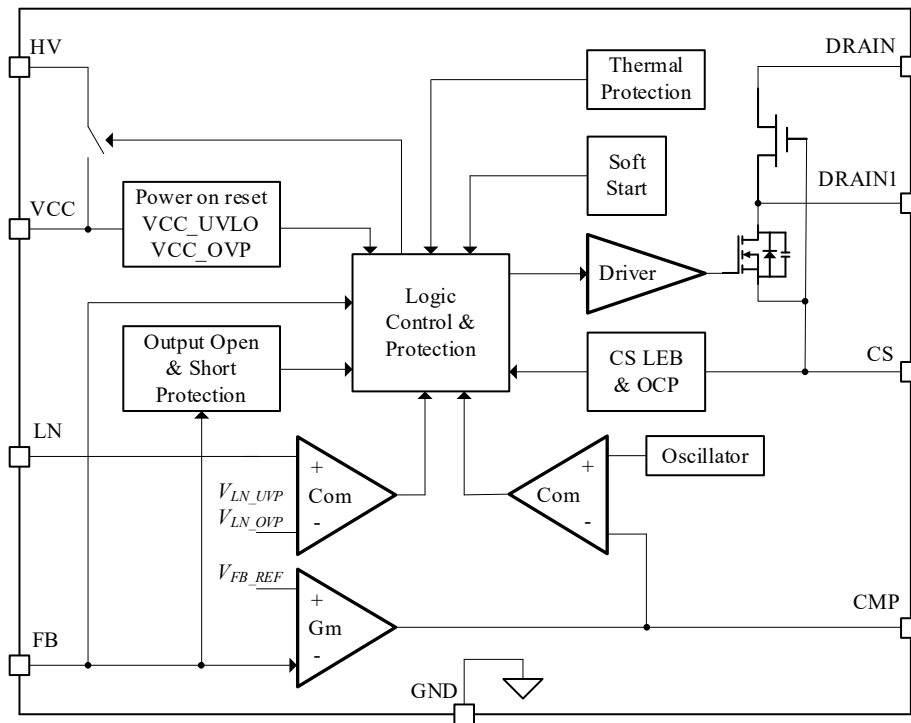 HV
DRAIN
Thermal
Protection
Soft
Start
VCC
Power on reset
VCC_UVLO
VCC_OVP
DRAIN1
Driver
Logic
Control &
Protection
Output Open
& Short
Protection
CS LEB
& OCP
CS
LN
+
Com
-
V_LN_UVP
V_LN_OVP
+
Com
-
Oscillator
V_FB_REF
+
Gm
-
FB
CMP
GND